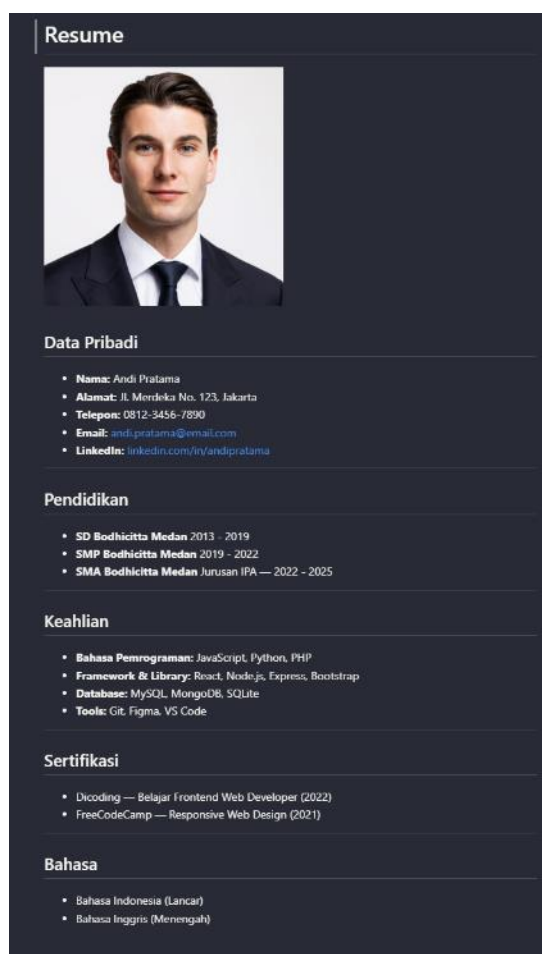 Resume
Data Pribadi
• Nama: Andi Pratama
• Alamat: Jl. Merdeka No. 123, Jakarta
• Telepon: 0812-3456-7890
• Email: andi.pratama@email.com
• LinkedIn: linkedin.com/in/andipratama
Pendidikan
• SD Bodhicitta Medan 2013 - 2019
• SMP Bodhicitta Medan 2019 - 2022
• SMA Bodhicitta Medan Jurusan IPA — 2022 - 2025
Keahlian
• Bahasa Pemrograman: JavaScript, Python, PHP
• Framework & Library: React, Node.js, Express, Bootstrap
• Database: MySQL, MongoDB, SQLite
• Tools: Git, Figma, VS Code
Sertifikasi
• Dicoding — Belajar Frontend Web Developer (2022)
• FreeCodeCamp — Responsive Web Design (2021)
Bahasa
• Bahasa Indonesia (Lancar)
• Bahasa Inggris (Menengah)